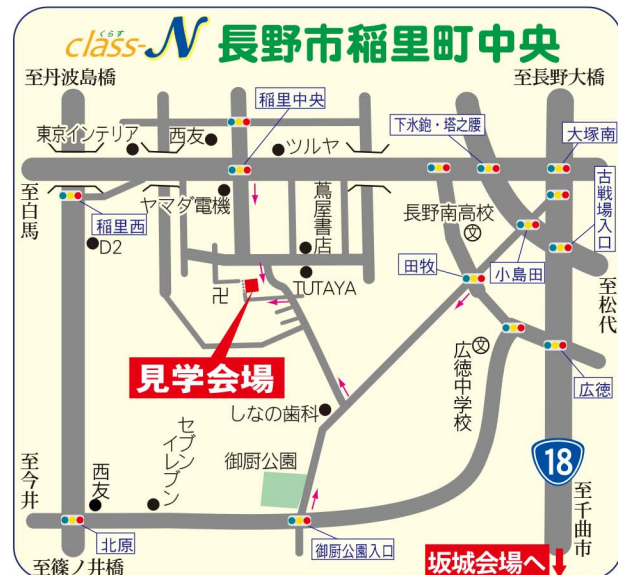 くらす
class-N 長野市稲里町中央
至丹波島橋
至長野大橋
稲里中央
東京インテリア
西友
ツルヤ
下氷鉋・塔之腰
大塚南
至白馬
稲里西
ヤマダ電機
蔦屋書店
長野南高校
文
古戦場入口
D2
卍
TUTAYA
田牧
小島田
至松代
見学会場
広徳中学校
文
広徳
しなの歯科
セブンイレブン
御厨公園
18
至今井
西友
至千曲市
北原
御厨公園入口
至篠ノ井橋
坂城会場へ